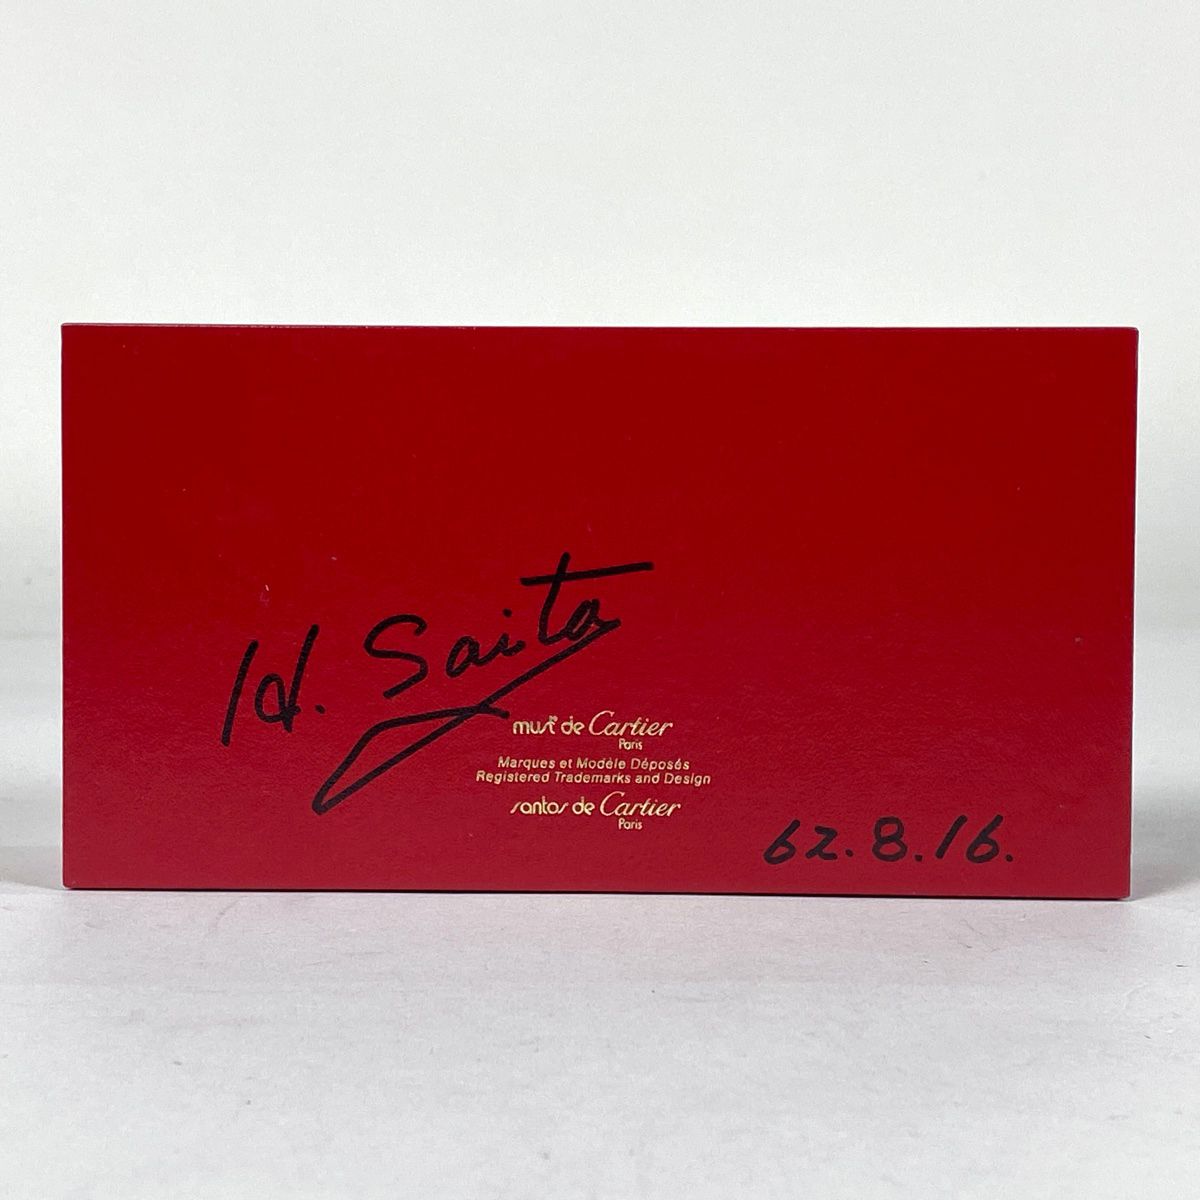 H. Saita
must de Cartier
Paris
Marques et Modèle Déposés
Registered Trademarks and Design
santos de Cartier
Paris
62.8.16.